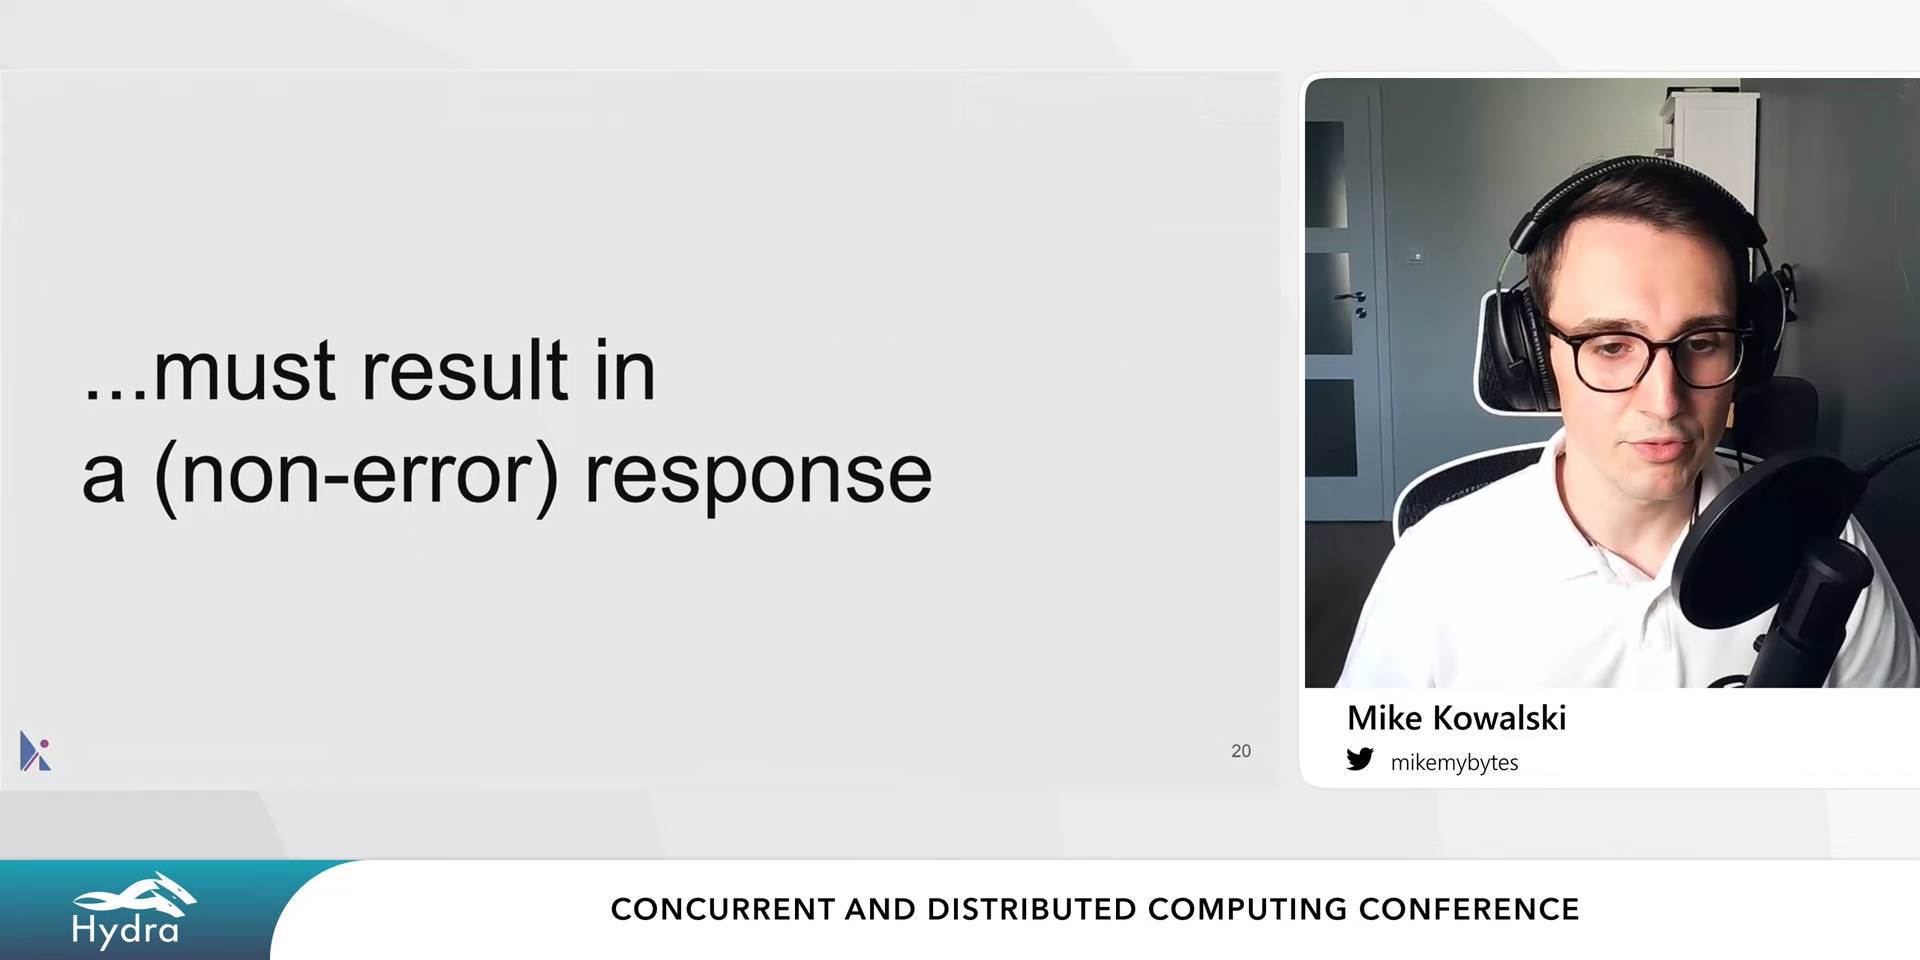 ...must result in
a (non-error) response
20
Mike Kowalski
mikemybytes
Hydra
CONCURRENT AND DISTRIBUTED COMPUTING CONFERENCE